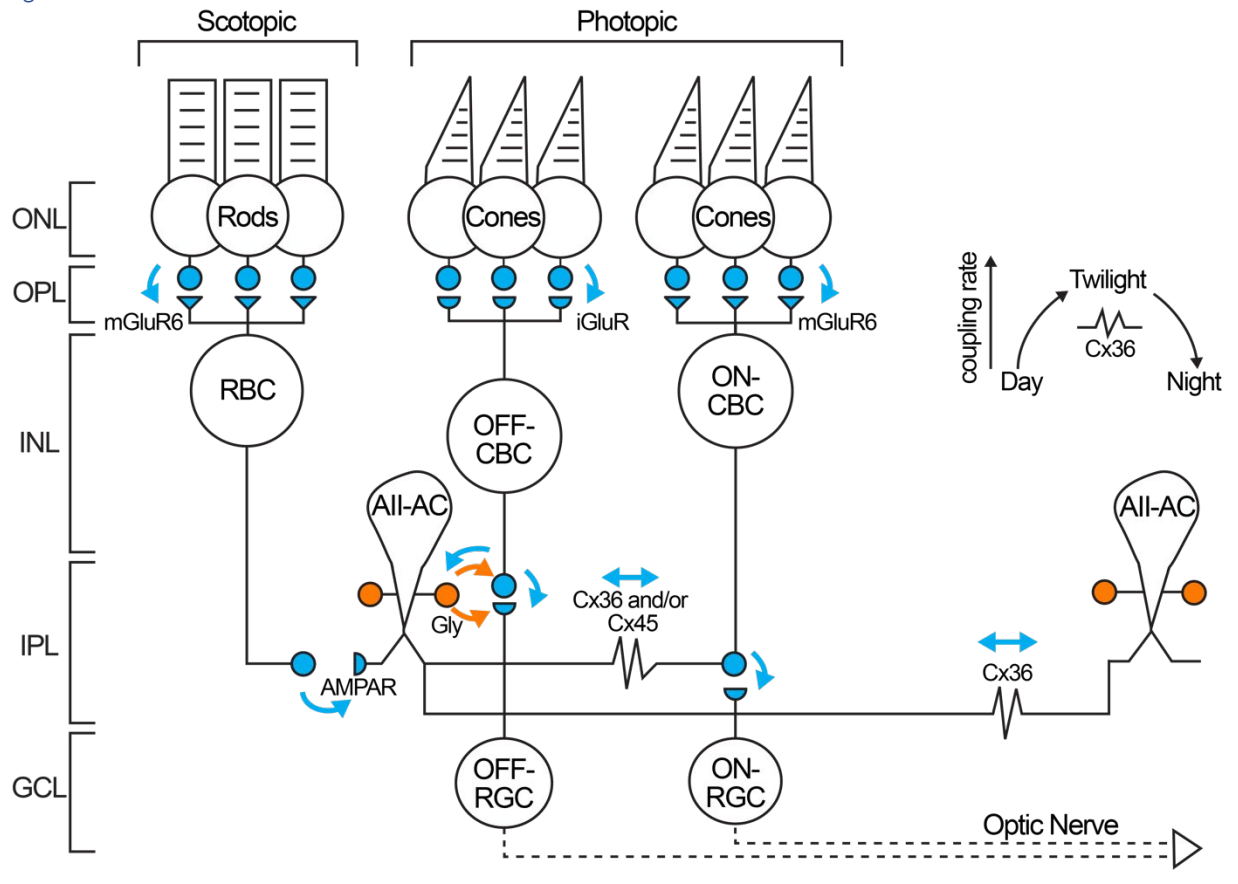 Scotopic
Photopic
ONL
Rods
Cones
Cones
OPL
mGluR6
iGluR
mGluR6
coupling rate
Twilight
Cx36
Day
Night
INL
RBC
OFF-
CBC
ON-
CBC
AII-AC
AII-AC
IPL
Gly
Cx36 and/or
Cx45
AMPAR
Cx36
GCL
OFF-
RGC
ON-
RGC
Optic Nerve